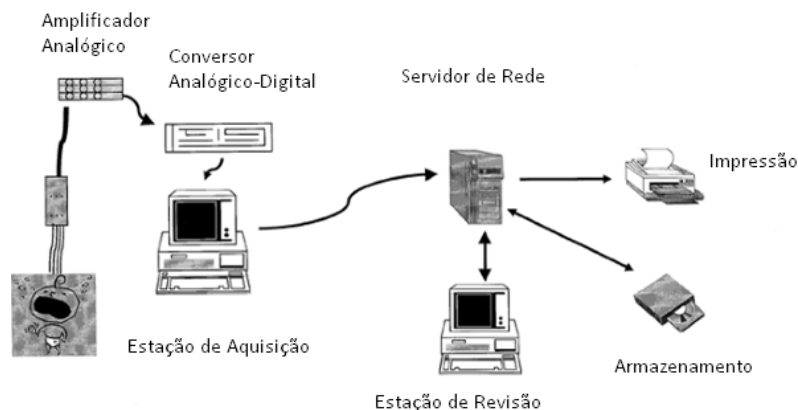 Amplificador
Analógico
Conversor
Analógico-Digital
Servidor de Rede
Impressão
Estação de Aquisição
Armazenamento
Estação de Revisão